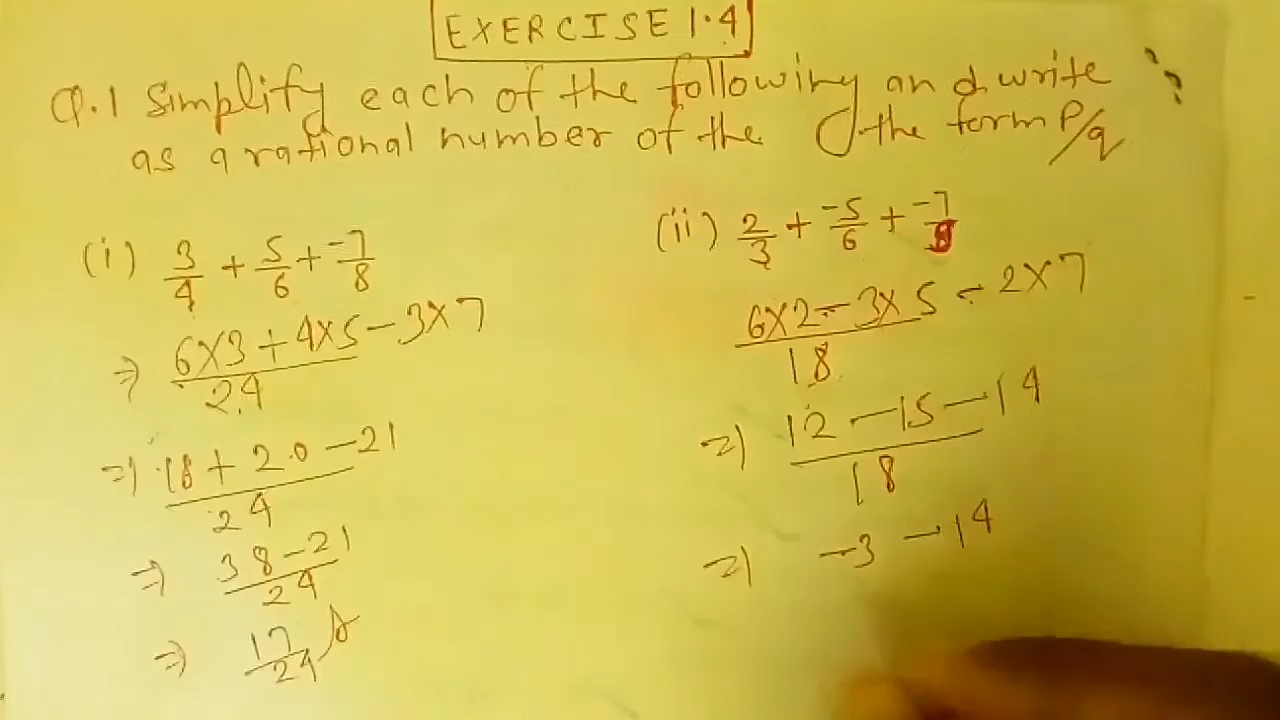 EXERCISE 1.4
Q.1 Simplify each of the following and write
as a rational number of the the form P/q
(i) 3/4 + 5/6 + -7/8
⇒ 6×3 + 4×5 - 3×7 / 24
⇒ 18 + 20 - 21 / 24
⇒ 38 - 21 / 24
⇒ 17/24
(ii) 2/3 + -5/6 + -7/
6×2 - 3×5 - 2×7 / 18
⇒ 12 - 15 - 14 / 18
⇒ -3 - 14